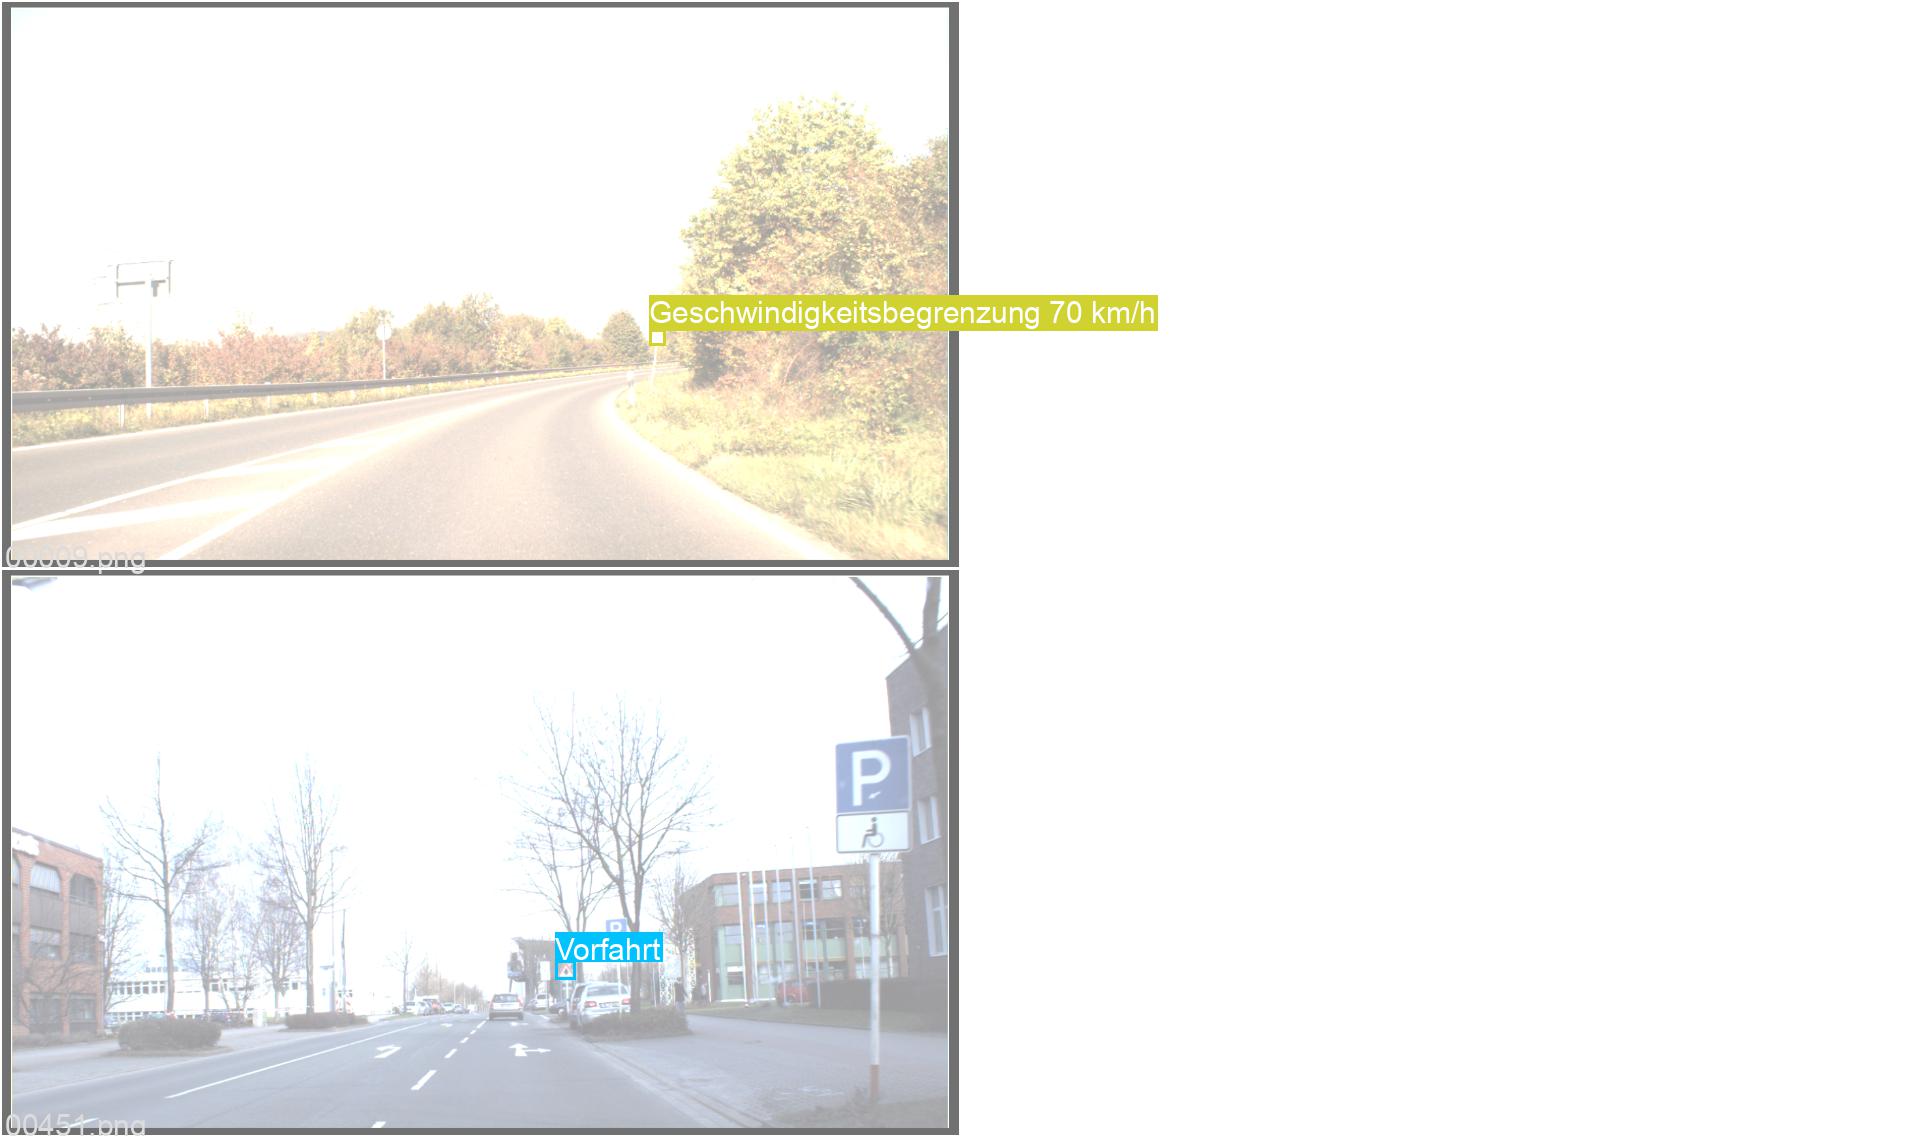 Geschwindigkeitsbegrenzung 70 km/h
00009.png
P
Vorfahrt
P
00451.png